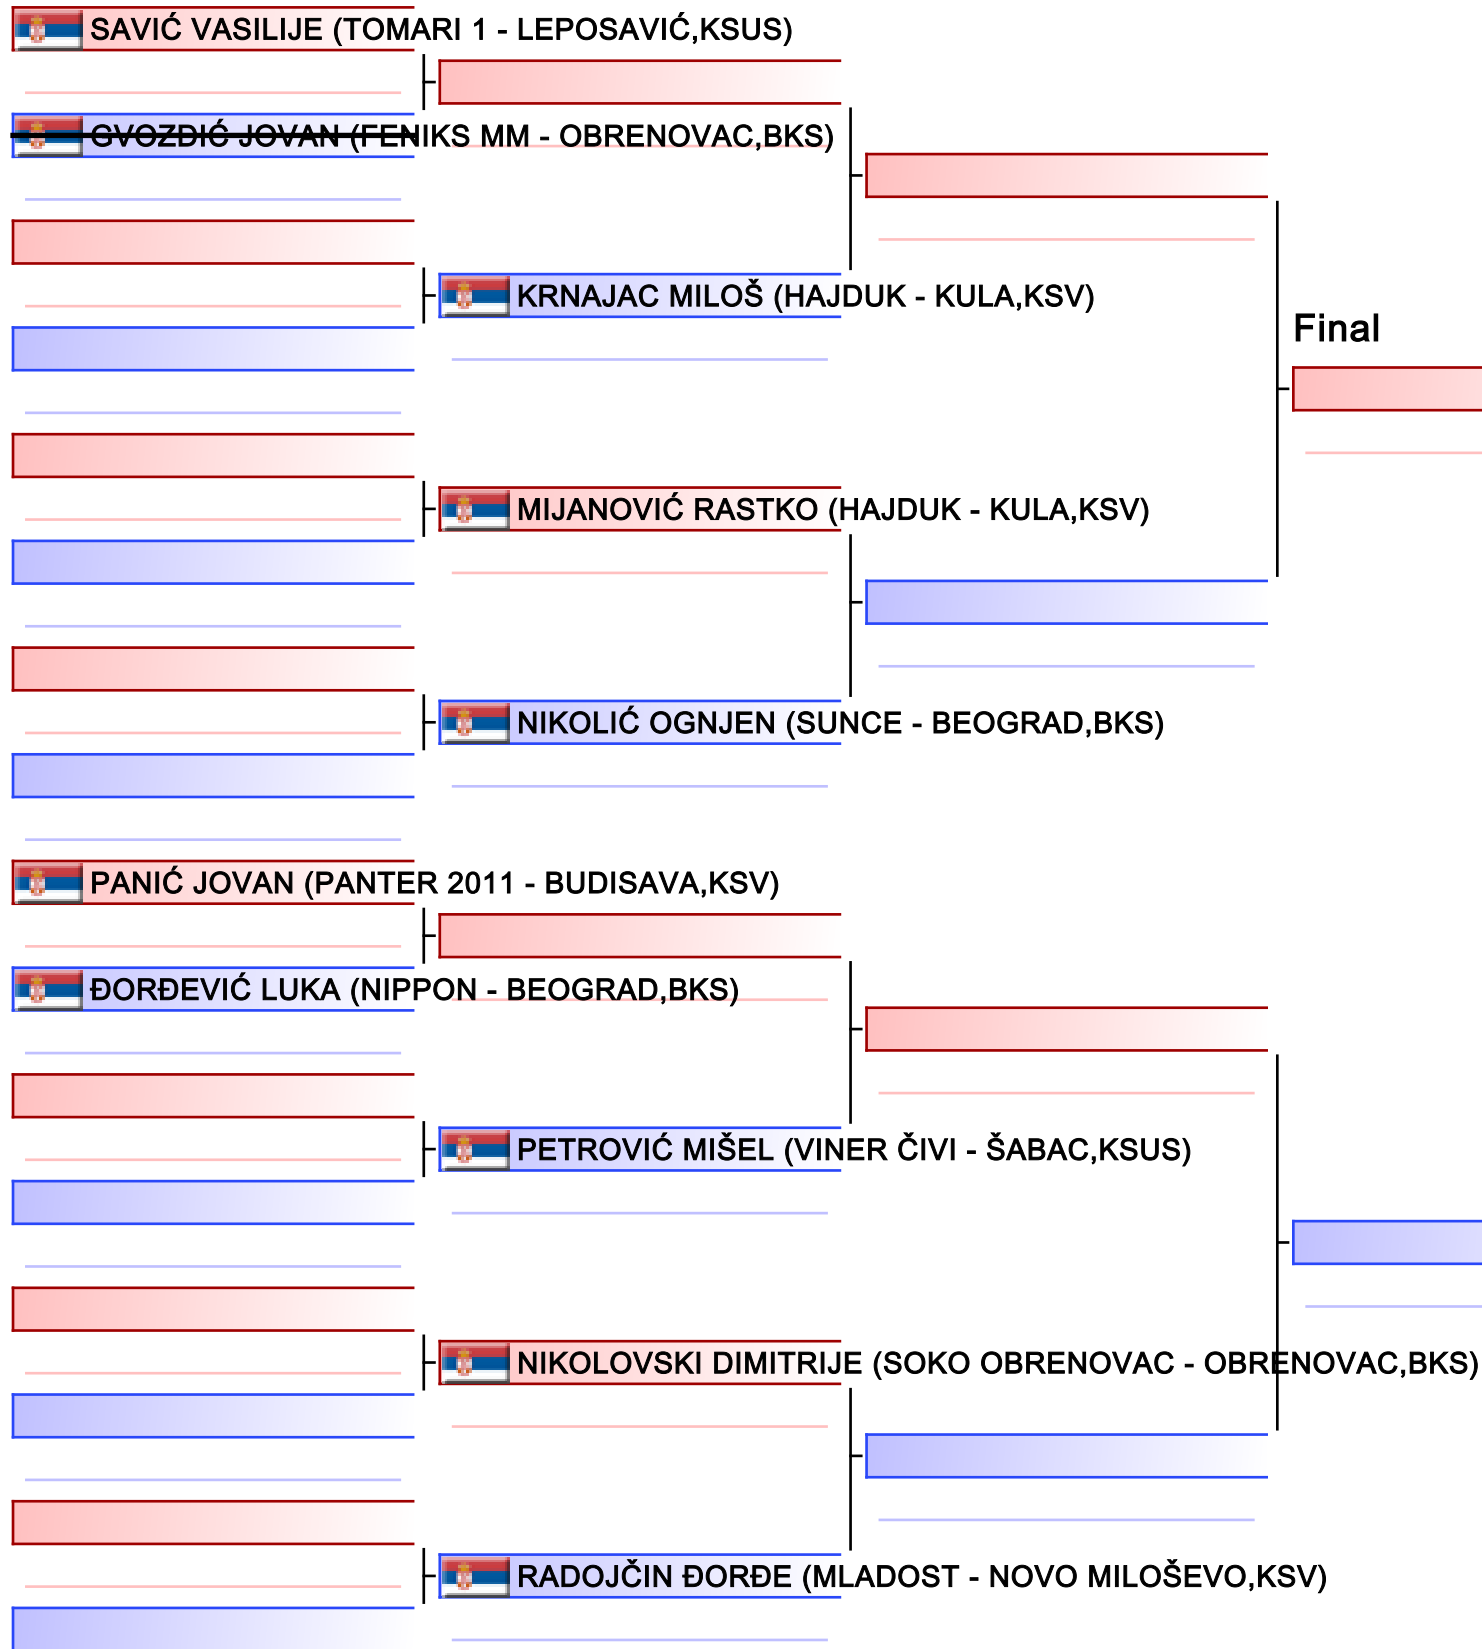 SAVIĆ VASILIJE (TOMARI 1 - LEPOSAVIĆ,KSUS)
GVOZDIĆ JOVAN (FENIKS MM - OBRENOVAC,BKS)
KRNAJAC MILOŠ (HAJDUK - KULA,KSV)
Final
MIJANOVIĆ RASTKO (HAJDUK - KULA,KSV)
NIKOLIĆ OGNJEN (SUNCE - BEOGRAD,BKS)
PANIĆ JOVAN (PANTER 2011 - BUDISAVA,KSV)
ĐORĐEVIĆ LUKA (NIPPON - BEOGRAD,BKS)
PETROVIĆ MIŠEL (VINER ČIVI - ŠABAC,KSUS)
NIKOLOVSKI DIMITRIJE (SOKO OBRENOVAC - OBRENOVAC,BKS)
RADOJČIN ĐORĐE (MLADOST - NOVO MILOŠEVO,KSV)